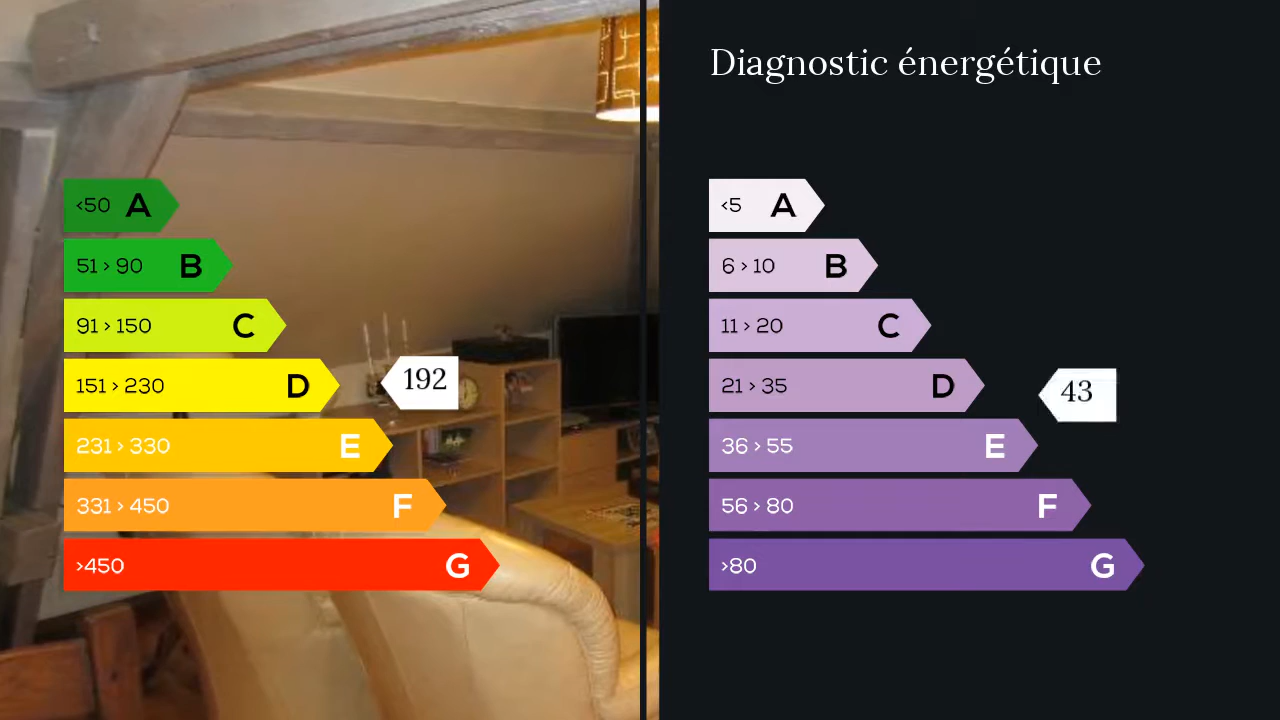 Diagnostic énergétique
<50 A
51 > 90 B
91 > 150 C
151 > 230 D
192
231 > 330 E
331 > 450 F
>450 G
<5 A
6 > 10 B
11 > 20 C
21 > 35 D
43
36 > 55 E
56 > 80 F
>80 G